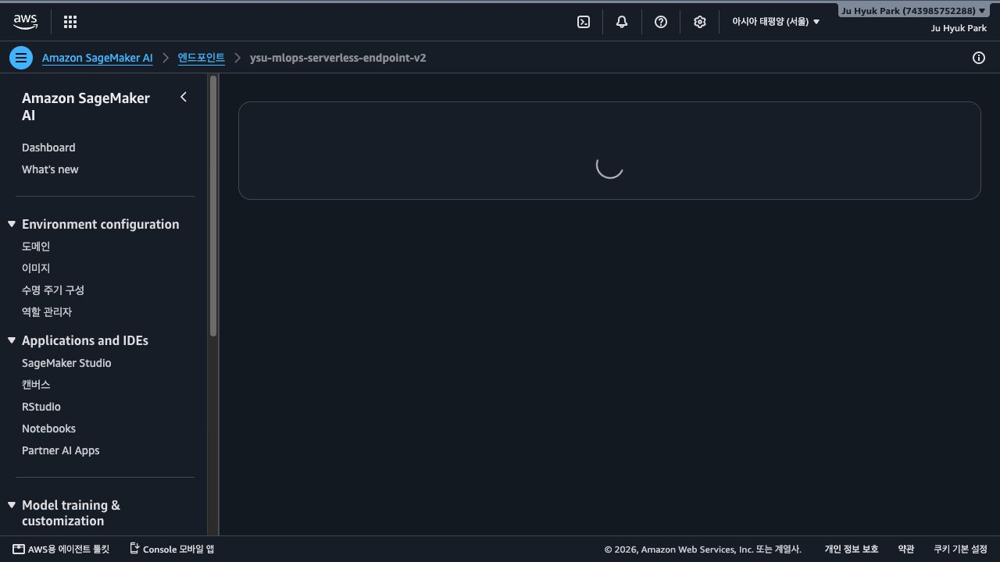 aws
아시아 태평양 (서울)
Ju Hyuk Park (743985752288)
Ju Hyuk Park
Amazon SageMaker AI
엔드포인트
ysu-mlops-serverless-endpoint-v2
Amazon SageMaker
AI
Dashboard
What's new
Environment configuration
도메인
이미지
수명 주기 구성
역할 관리자
Applications and IDEs
SageMaker Studio
캔버스
RStudio
Notebooks
Partner AI Apps
Model training &
customization
AWS용 에이전트 툴킷
Console 모바일 앱
© 2026, Amazon Web Services, Inc. 또는 계열사.
개인 정보 보호
약관
쿠키 기본 설정